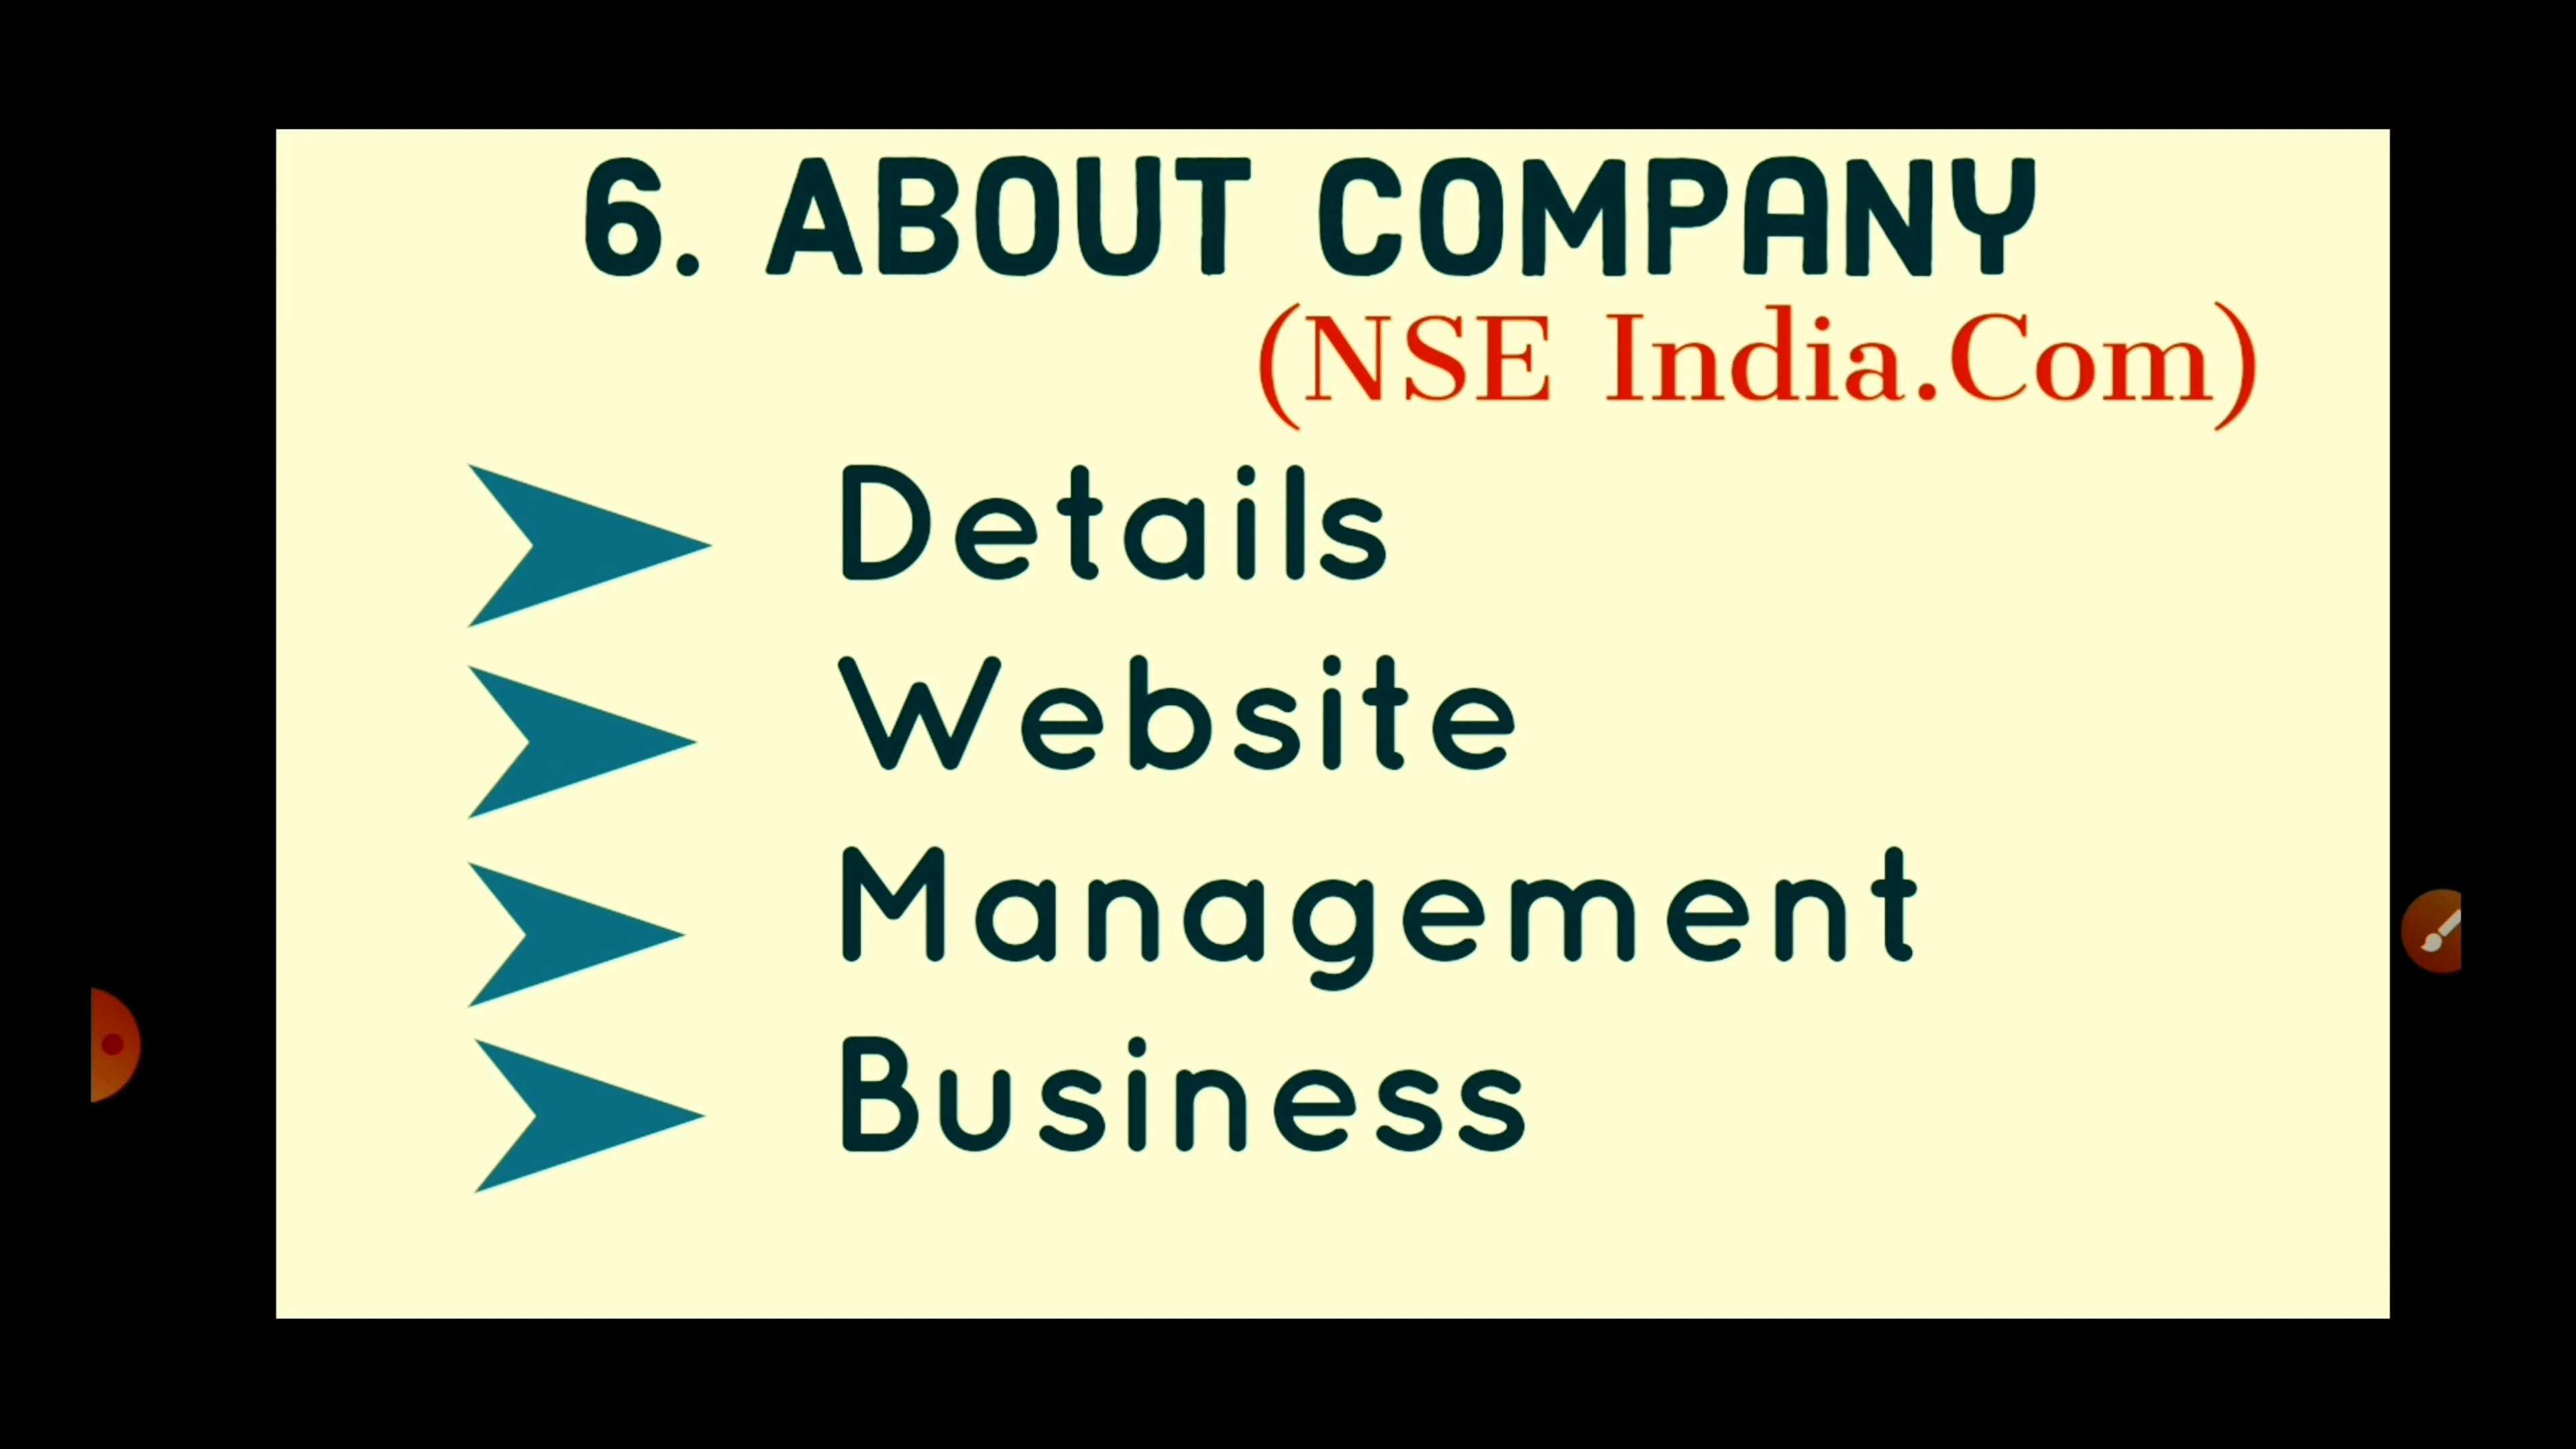 6. ABOUT COMPANY
(NSE India.Com)
Details
Website
Management
Business